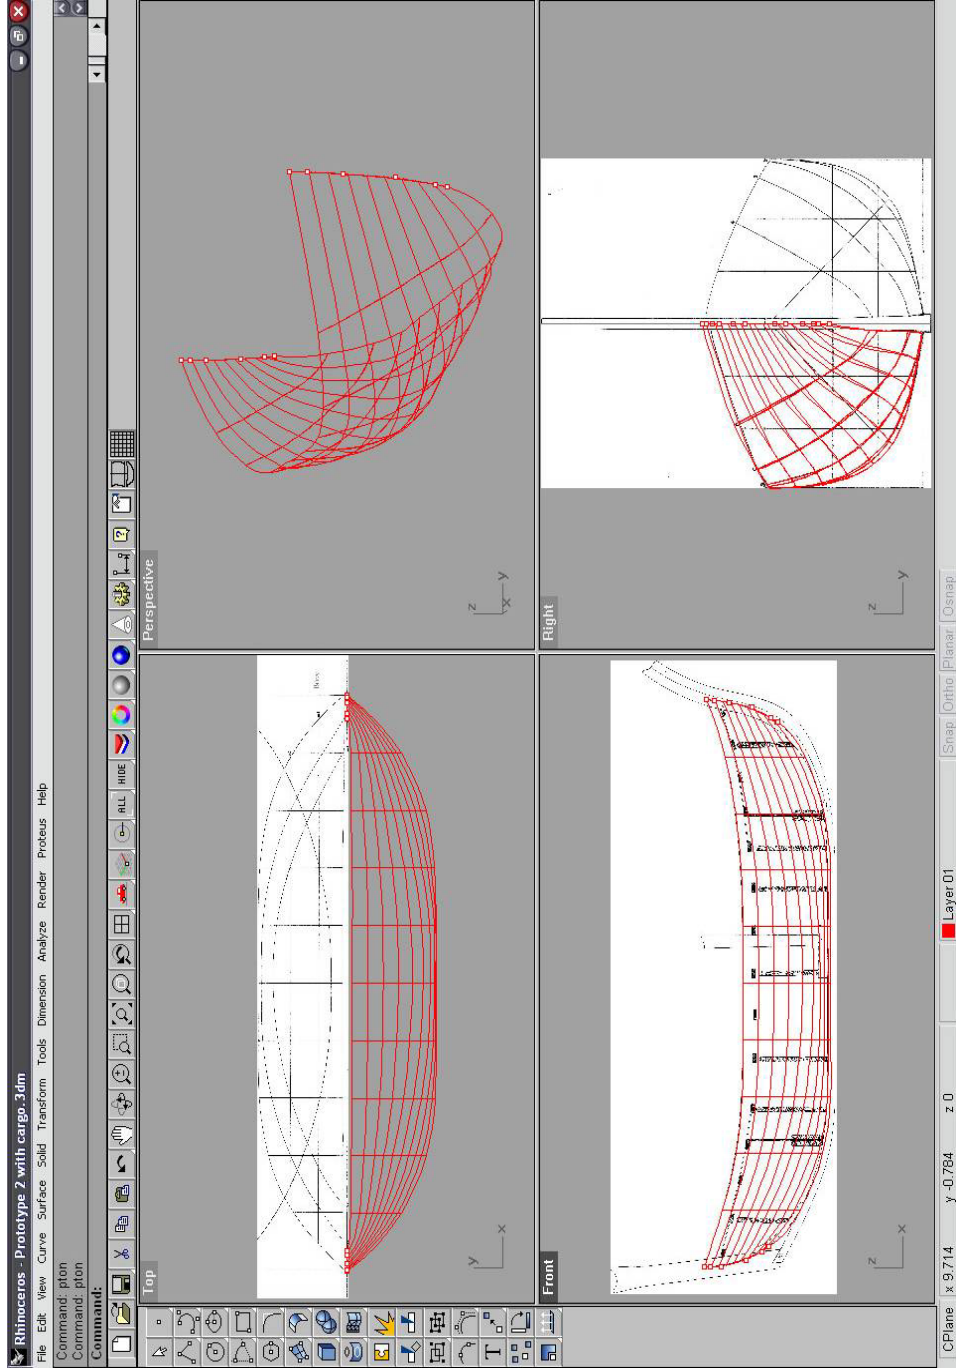 Rhinoceros - Prototype 2 with cargo.3dm
File Edit View Curve Surface Solid Transform Tools Dimension Analyze Render Proteus Help
Command: pton
Command: pton
Command:
ALL HIDE
Top
Perspective
y x
z y x
Front
Right
z x
z y
T
CPlane x 9.714 y -0.784 z 0 Layer 01 Snap Ortho Planar Osnap